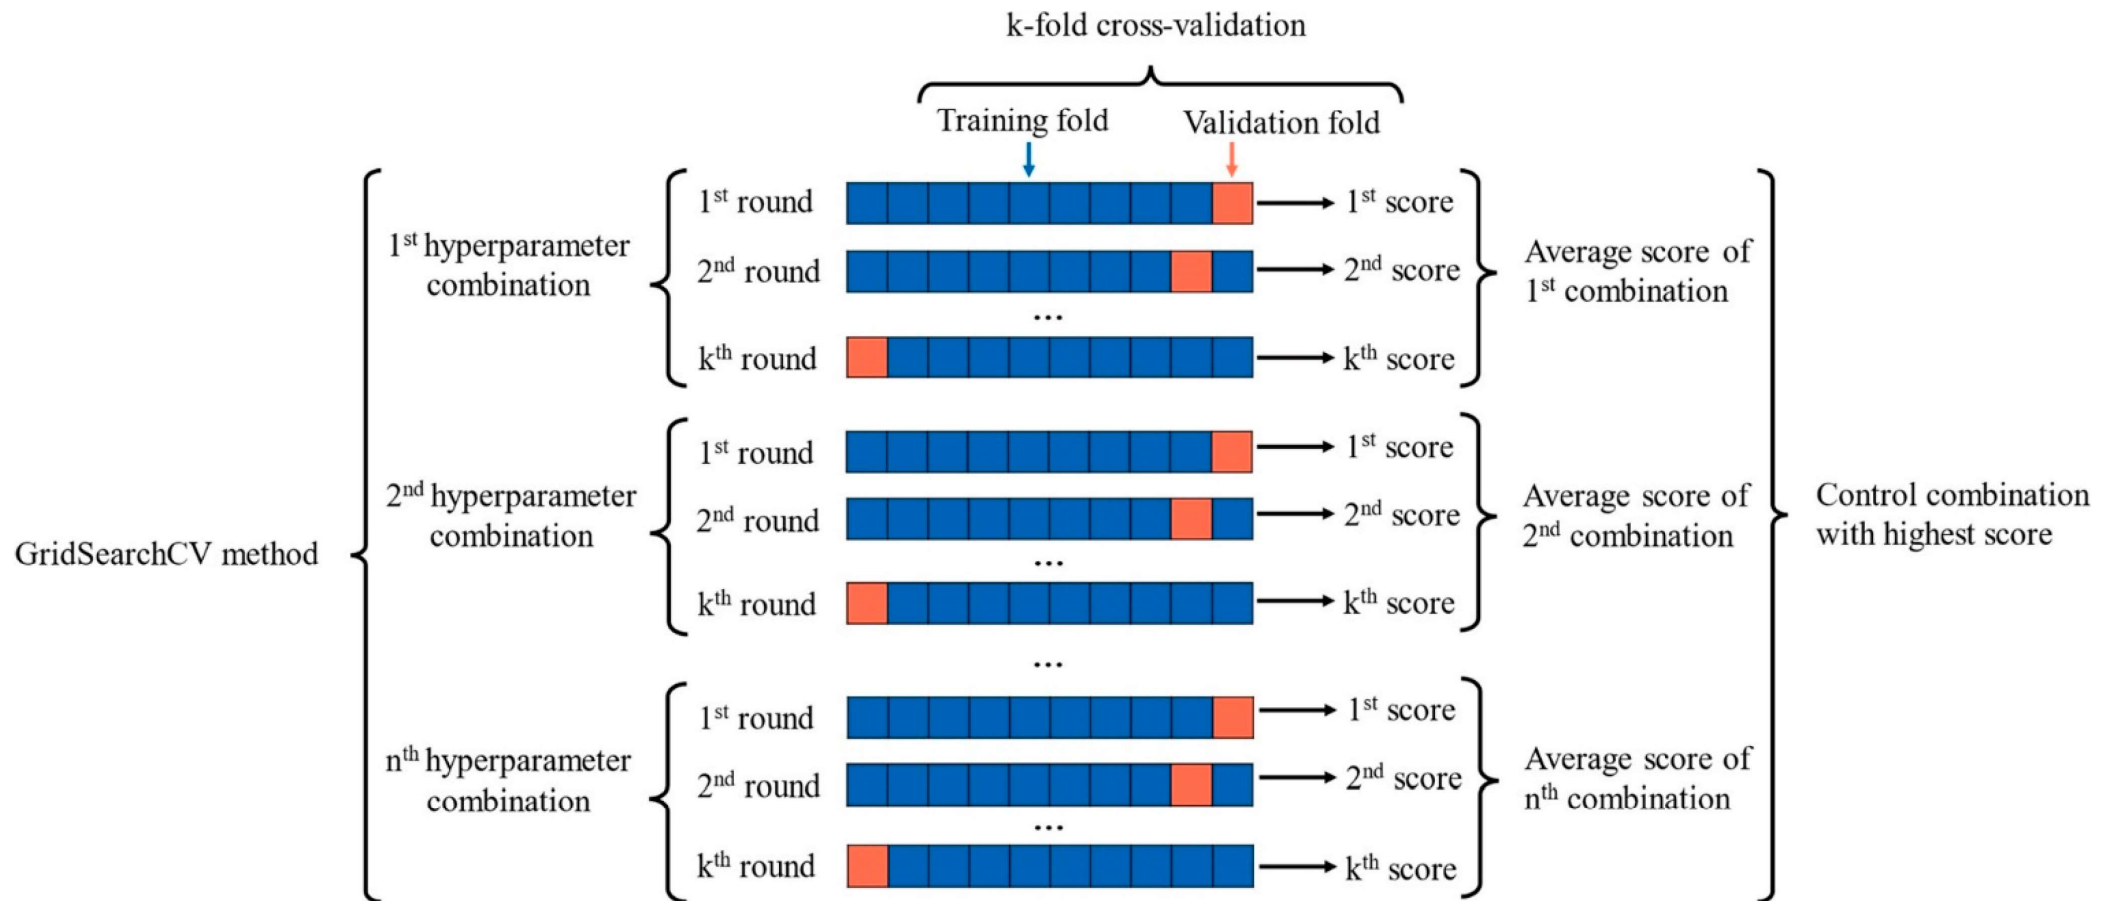 k-fold cross-validation
Training fold
Validation fold
1st round
1st score
1st hyperparameter
combination
2nd round
2nd score
Average score of
1st combination
...
kth round
kth score
1st round
1st score
2nd hyperparameter
combination
2nd round
2nd score
Average score of
2nd combination
Control combination
with highest score
GridSearchCV method
...
kth round
kth score
...
1st round
1st score
nth hyperparameter
combination
2nd round
2nd score
Average score of
nth combination
...
kth round
kth score